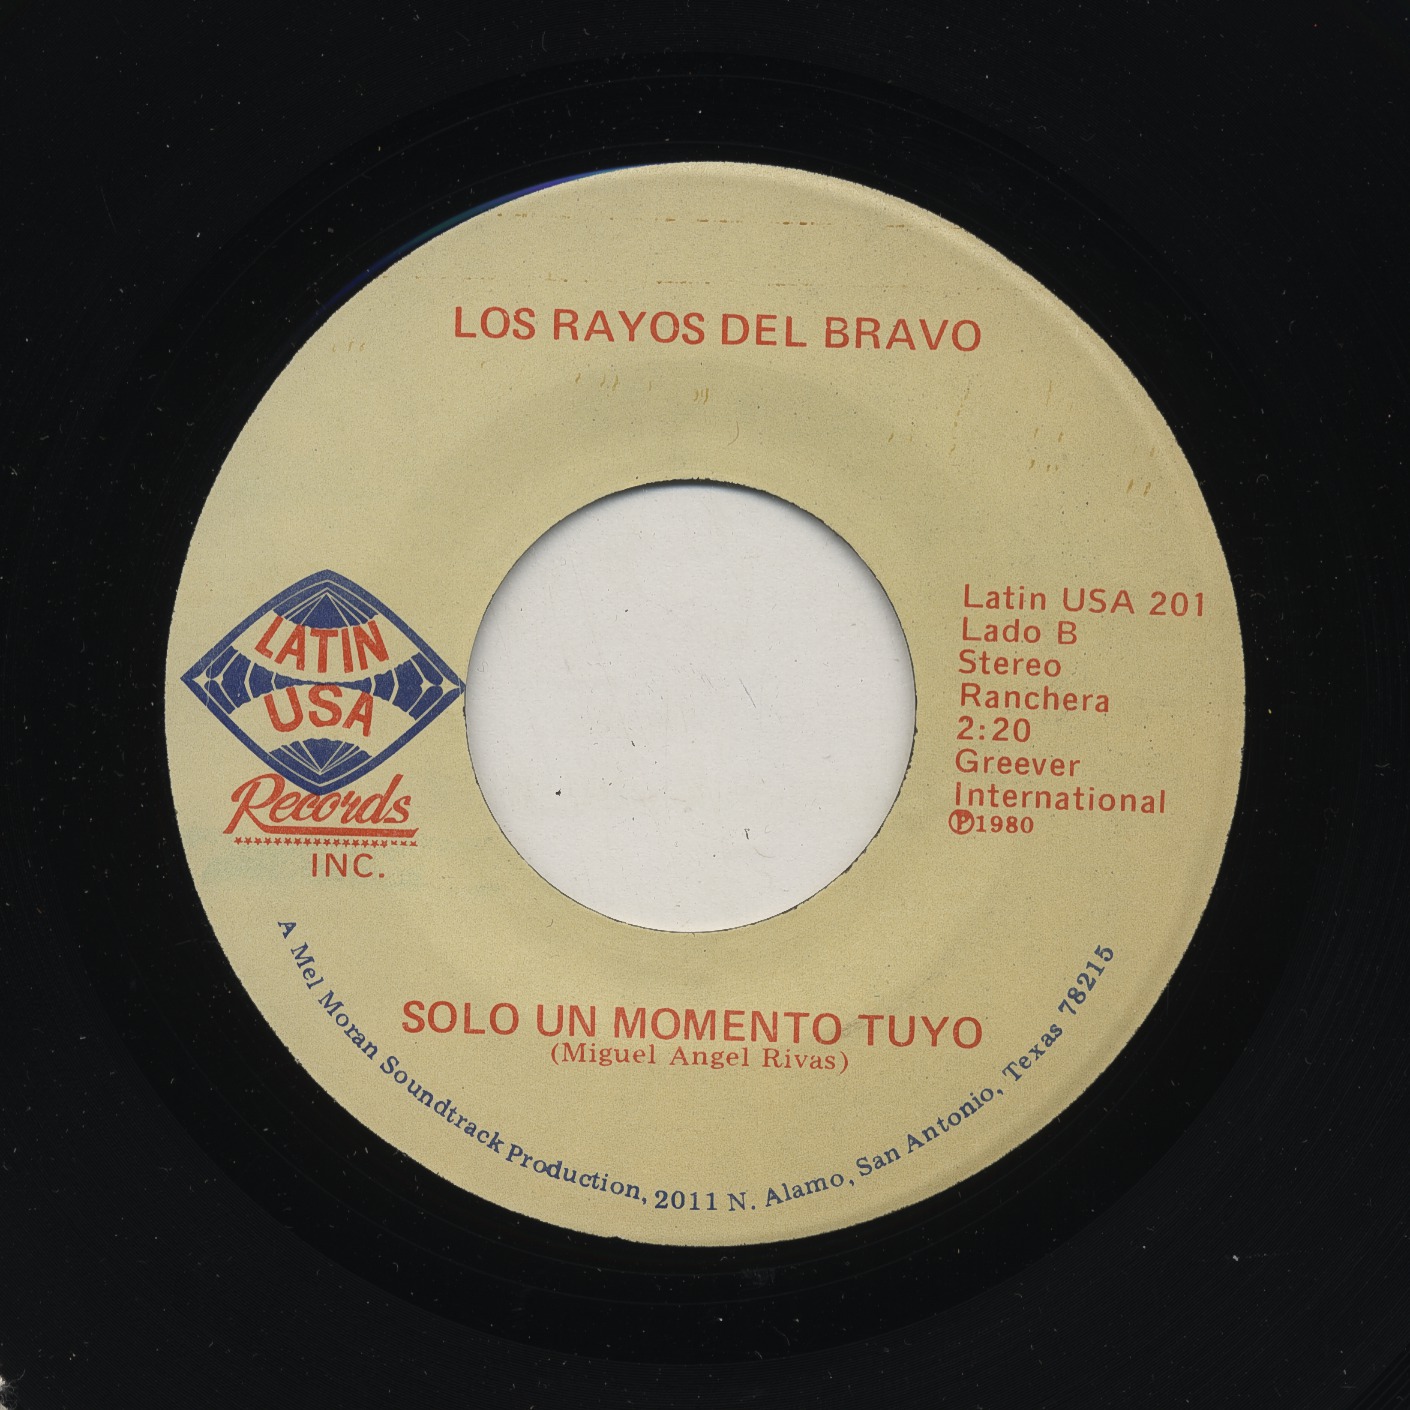 LOS RAYOS DEL BRAVO
LATIN
USA
Records
INC.
Latin USA 201
Lado B
Stereo
Ranchera
2:20
Greever
International
Ⓟ1980
SOLO UN MOMENTO TUYO
(Miguel Angel Rivas)
A Mel Moran Soundtrack Production, 2011 N. Alamo, San Antonio, Texas 78215